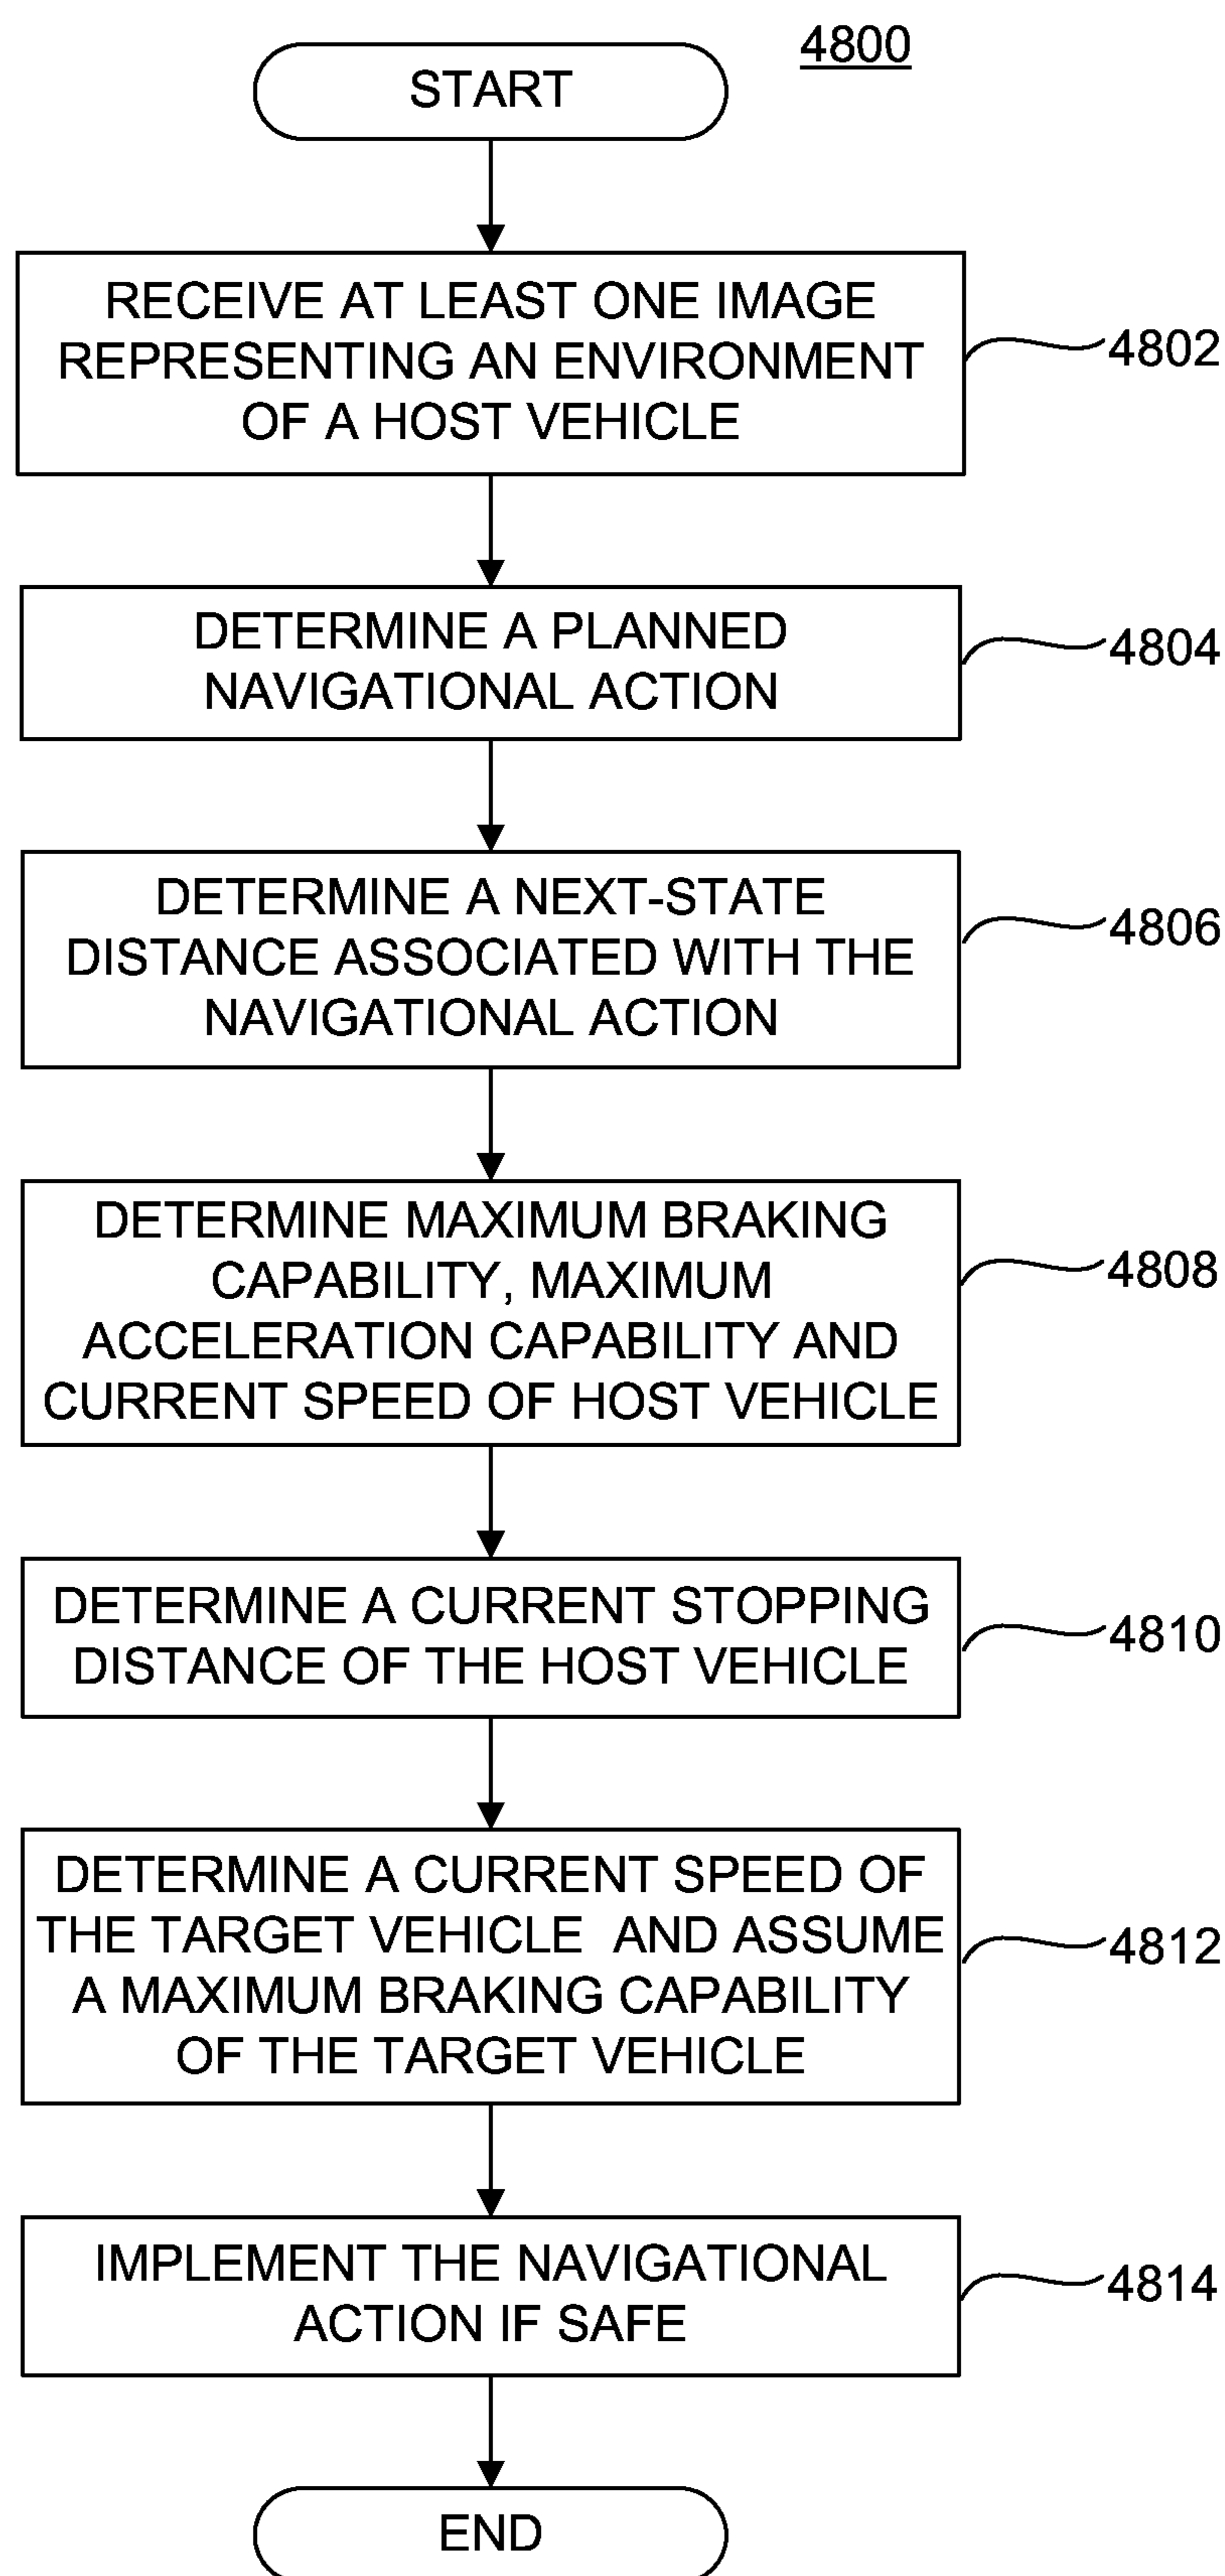 4800
START
RECEIVE AT LEAST ONE IMAGE
REPRESENTING AN ENVIRONMENT
OF A HOST VEHICLE
4802
DETERMINE A PLANNED
NAVIGATIONAL ACTION
4804
DETERMINE A NEXT-STATE
DISTANCE ASSOCIATED WITH THE
NAVIGATIONAL ACTION
4806
DETERMINE MAXIMUM BRAKING
CAPABILITY, MAXIMUM
ACCELERATION CAPABILITY AND
CURRENT SPEED OF HOST VEHICLE
4808
DETERMINE A CURRENT STOPPING
DISTANCE OF THE HOST VEHICLE
4810
DETERMINE A CURRENT SPEED OF
THE TARGET VEHICLE AND ASSUME
A MAXIMUM BRAKING CAPABILITY
OF THE TARGET VEHICLE
4812
IMPLEMENT THE NAVIGATIONAL
ACTION IF SAFE
4814
END